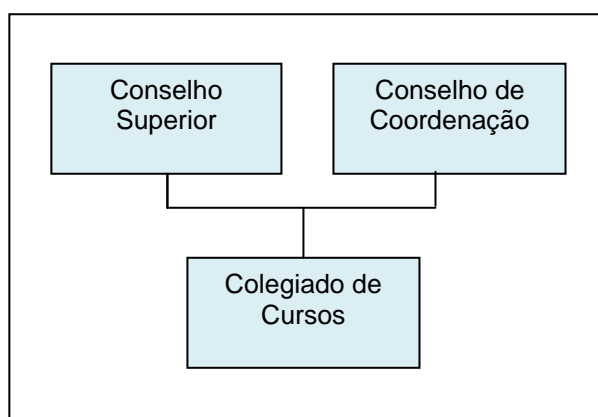 Conselho
Superior
Conselho de
Coordenação
Colegiado de
Cursos